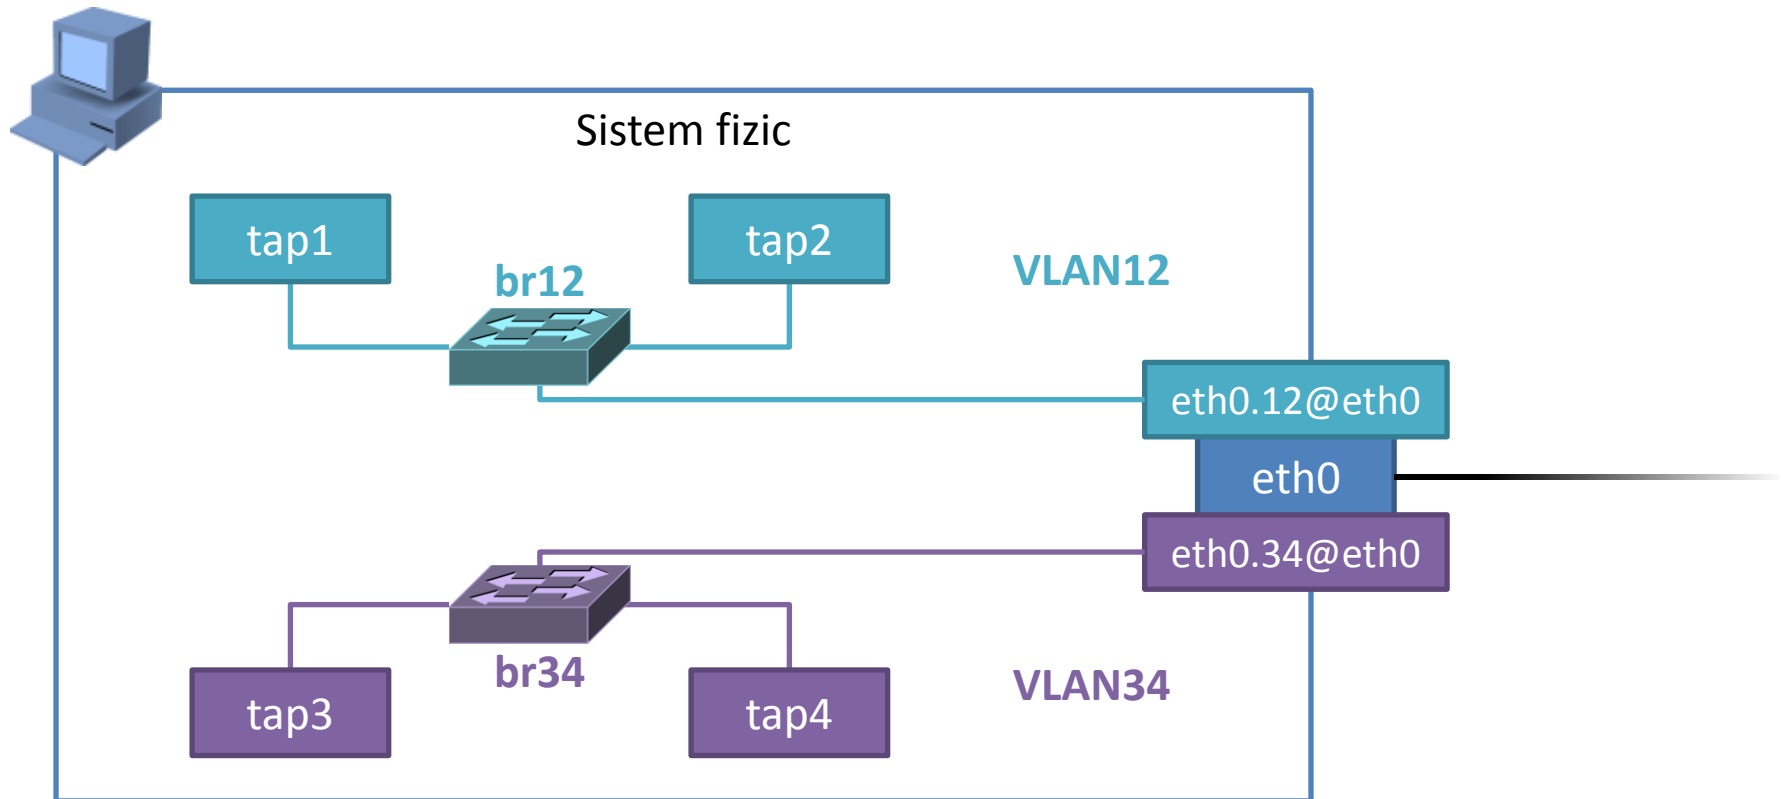 Sistem fizic
tap1
tap2
br12
VLAN12
eth0.12@eth0
eth0
eth0.34@eth0
br34
VLAN34
tap3
tap4